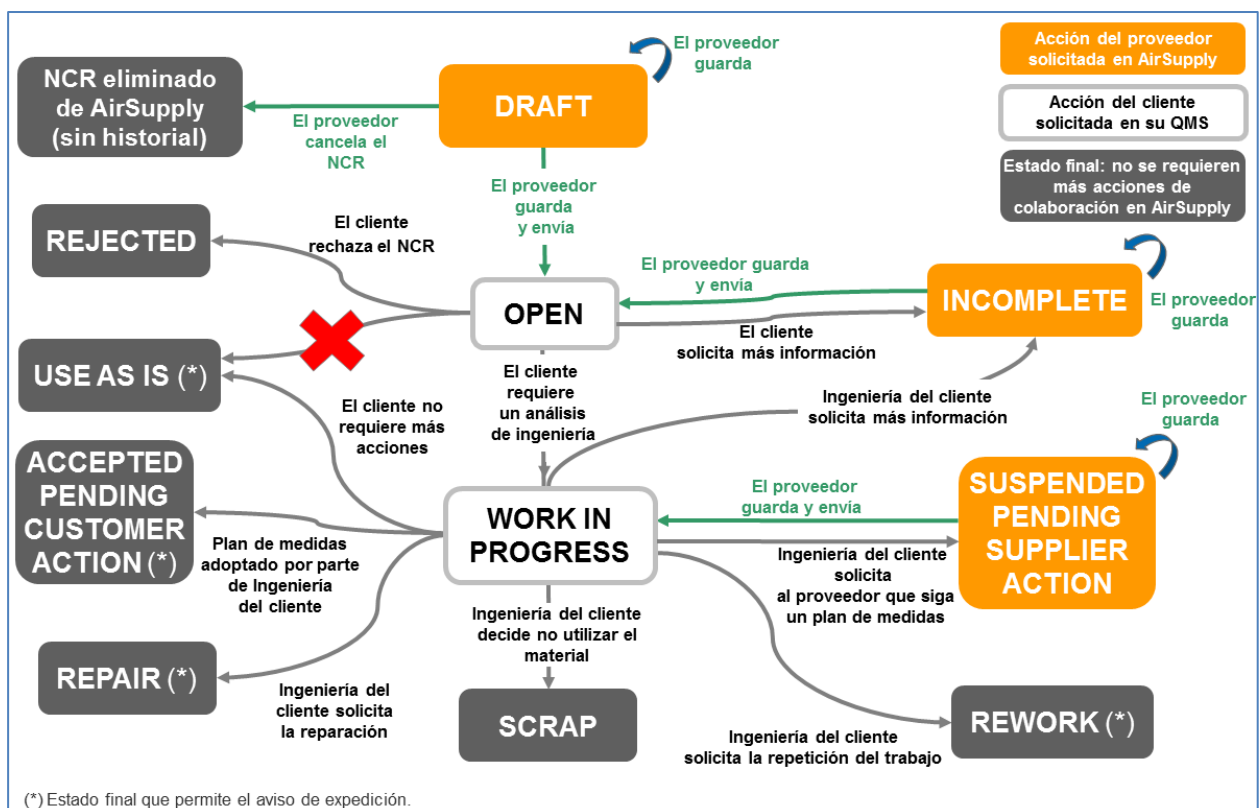 NCR eliminado
de AirSupply
(sin historial)
El proveedor
cancela el
NCR
DRAFT
El proveedor
guarda
Acción del proveedor
solicitada en AirSupply
Acción del cliente
solicitada en su QMS
Estado final: no se requieren
más acciones de
colaboración en AirSupply
El proveedor
guarda
y envía
REJECTED
El cliente
rechaza el NCR
OPEN
El proveedor guarda
y envía
El cliente
solicita más información
INCOMPLETE
El proveedor
guarda
USE AS IS (*)
El cliente no
requiere más
acciones
El cliente
requiere
un análisis
de ingeniería
Ingeniería del cliente
solicita más información
El proveedor
guarda
ACCEPTED
PENDING
CUSTOMER
ACTION (*)
Plan de medidas
adoptado por parte
de Ingeniería
del cliente
WORK IN
PROGRESS
El proveedor
guarda y envía
Ingeniería del cliente
solicita
al proveedor que siga
un plan de medidas
SUSPENDED
PENDING
SUPPLIER
ACTION
REPAIR (*)
Ingeniería del
cliente solicita
la reparación
Ingeniería del cliente
decide no utilizar el
material
SCRAP
Ingeniería del cliente
solicita la repetición del trabajo
REWORK (*)
(*) Estado final que permite el aviso de expedición.